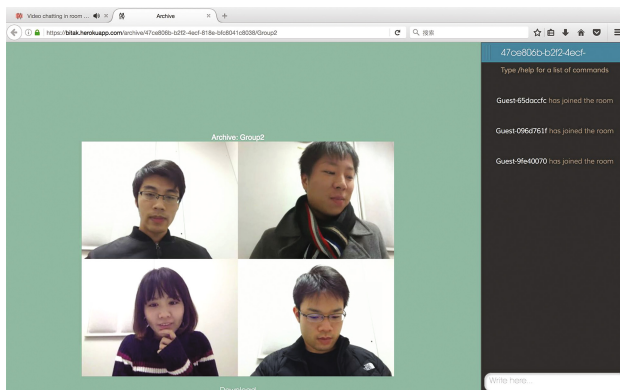 Video chatting in room ...
Archive
https://bitak.herokuapp.com/archive/47ce806b-b2f2-4ecf-818e-bfc8041c8038/Group2
搜索
47ce806b-b2f2-4ecf-
Type /help for a list of commands
Guest-65daccfc has joined the room
Guest-096d761f has joined the room
Guest-9fe40070 has joined the room
Archive: Group2
Download
Write here...